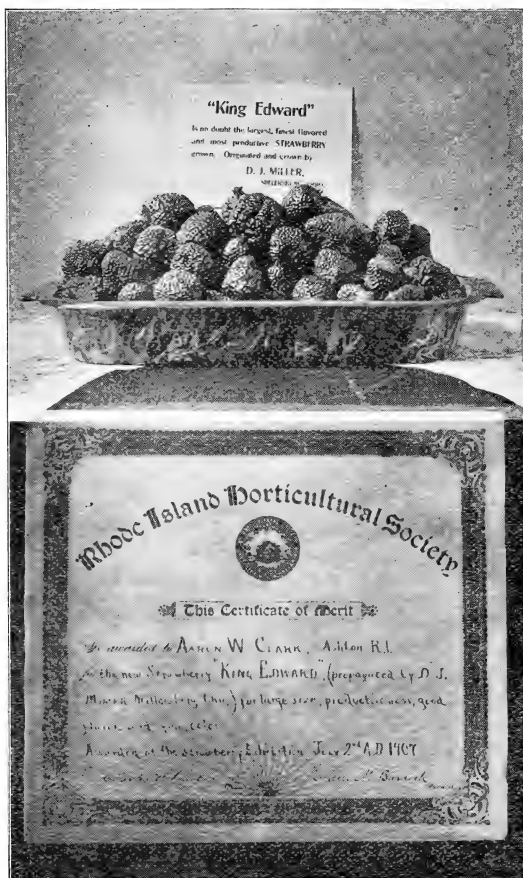 "King Edward"
Is no doubt the largest, finest flavored
and most productive STRAWBERRY
grown. Originated and grown by
D. J. MILLER,
Rhode Island Horticultural Society
This Certificate of Merit
Is awarded to AARON W CLARK, Ashton R.I.
for the new Strawberry "KING EDWARD", (propagated by D. J.
Millersburg, Ohio,) for large size, productiveness, good
flavor and
Awarded at the Strawberry Exhibition 2nd A.D. 1907